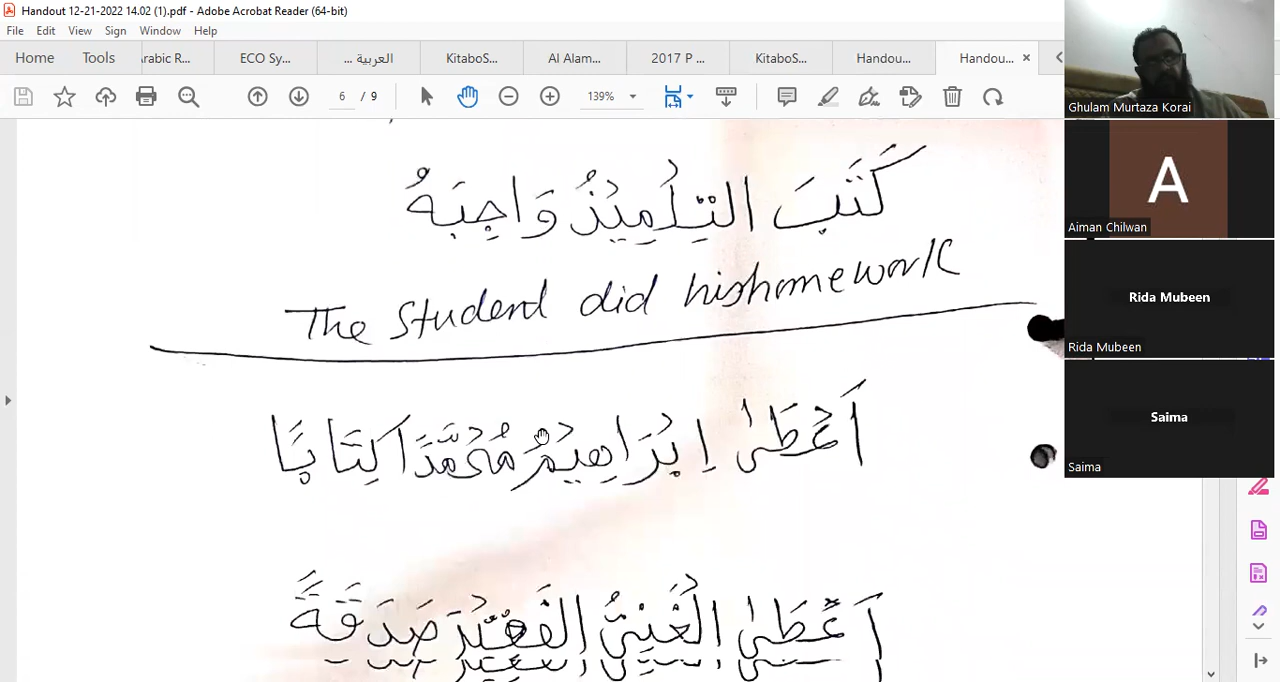 Handout 12-21-2022 14.02 (1).pdf - Adobe Acrobat Reader (64-bit)
File Edit View Sign Window Help
Home Tools arabic R... ECO Sy... العربية ... KitaboS... Al Alam... 2017 P ... KitaboS... Handou... Handou... ×
6 / 9 139%
كَتَبَ التِّلْمِيْذُ وَاجِبَهُ
The student did his homework
أَعْطَىٰ إِبْرَاهِيْمُ مُحَمَّدًا كِتَابًا
أَعْطَىٰ الْغَنِيُّ الْفَقِيْرَ صَدَقَةً
Ghulam Murtaza Korai
A
Aiman Chilwan
Rida Mubeen
Rida Mubeen
Saima
Saima